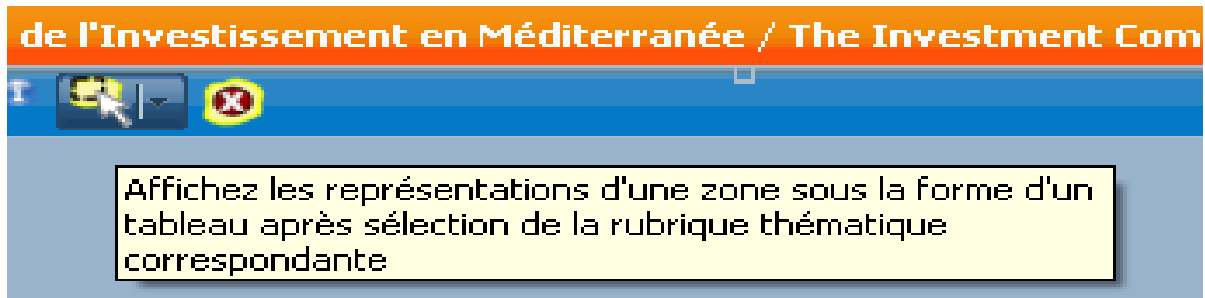 de l'Investissement en Méditerranée / The Investment Com
Affichez les représentations d'une zone sous la forme d'un
tableau après sélection de la rubrique thématique
correspondante